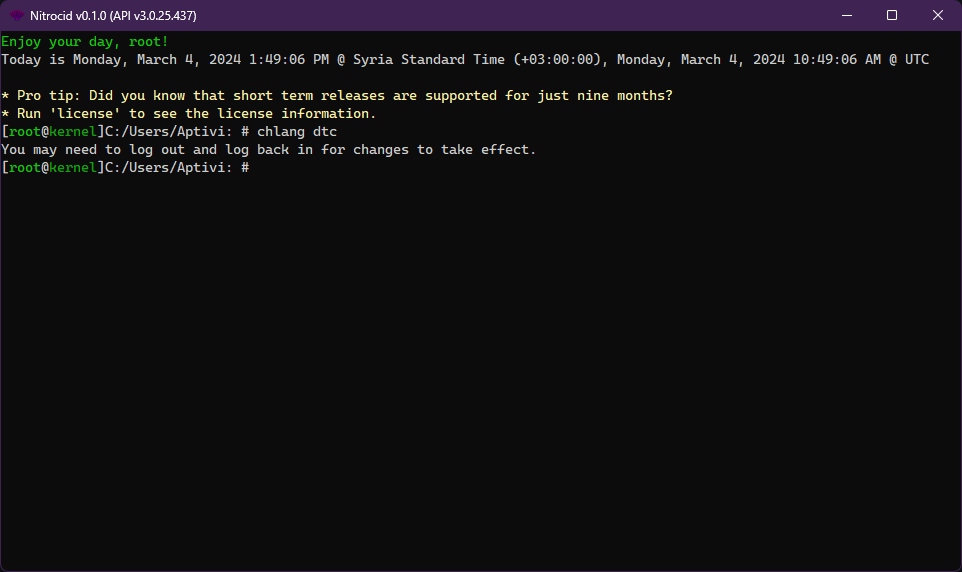 Nitrocid v0.1.0 (API v3.0.25.437)
Enjoy your day, root!
Today is Monday, March 4, 2024 1:49:06 PM @ Syria Standard Time (+03:00:00), Monday, March 4, 2024 10:49:06 AM @ UTC
* Pro tip: Did you know that short term releases are supported for just nine months?
* Run 'license' to see the license information.
[root@kernel]C:/Users/Aptivi: # chlang dtc
You may need to log out and log back in for changes to take effect.
[root@kernel]C:/Users/Aptivi: #